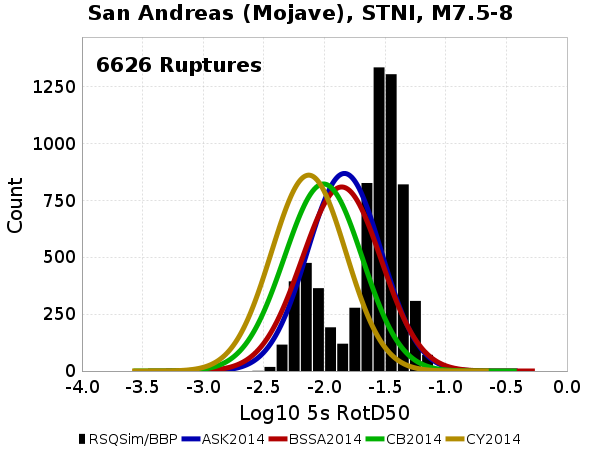 San Andreas (Mojave), STNI, M7.5-8
6626 Ruptures
1250
1000
750
500
250
0
Count
-4.0 -3.5 -3.0 -2.5 -2.0 -1.5 -1.0 -0.5 0.0
Log10 5s RotD50
RSQSim/BBP ASK2014 BSSA2014 CB2014 CY2014